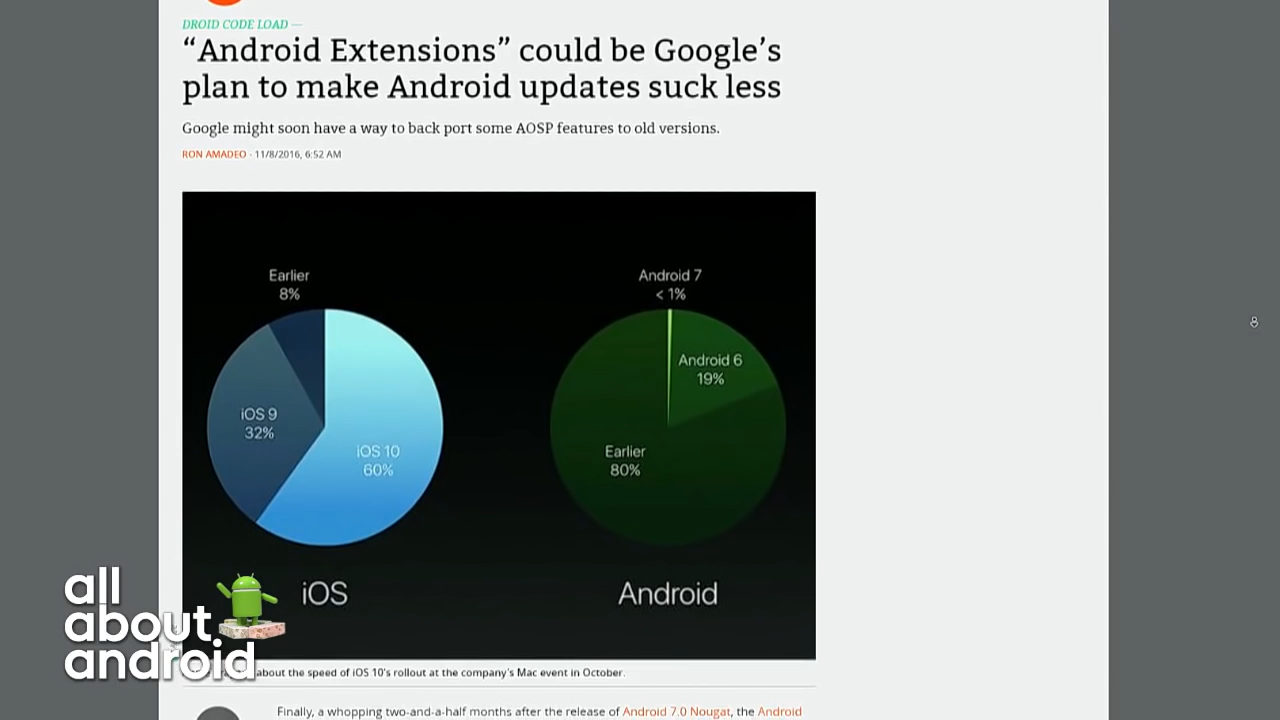 DROID CODE LOAD —
“Android Extensions” could be Google’s
plan to make Android updates suck less
Google might soon have a way to back port some AOSP features to old versions.
RON AMADEO - 11/8/2016, 6:52 AM
Earlier
8%
iOS 9
32%
iOS 10
60%
iOS
Android 7
< 1%
Android 6
19%
Earlier
80%
Android
all
about
android
about the speed of iOS 10's rollout at the company's Mac event in October.
Finally, a whopping two-and-a-half months after the release of Android 7.0 Nougat, the Android